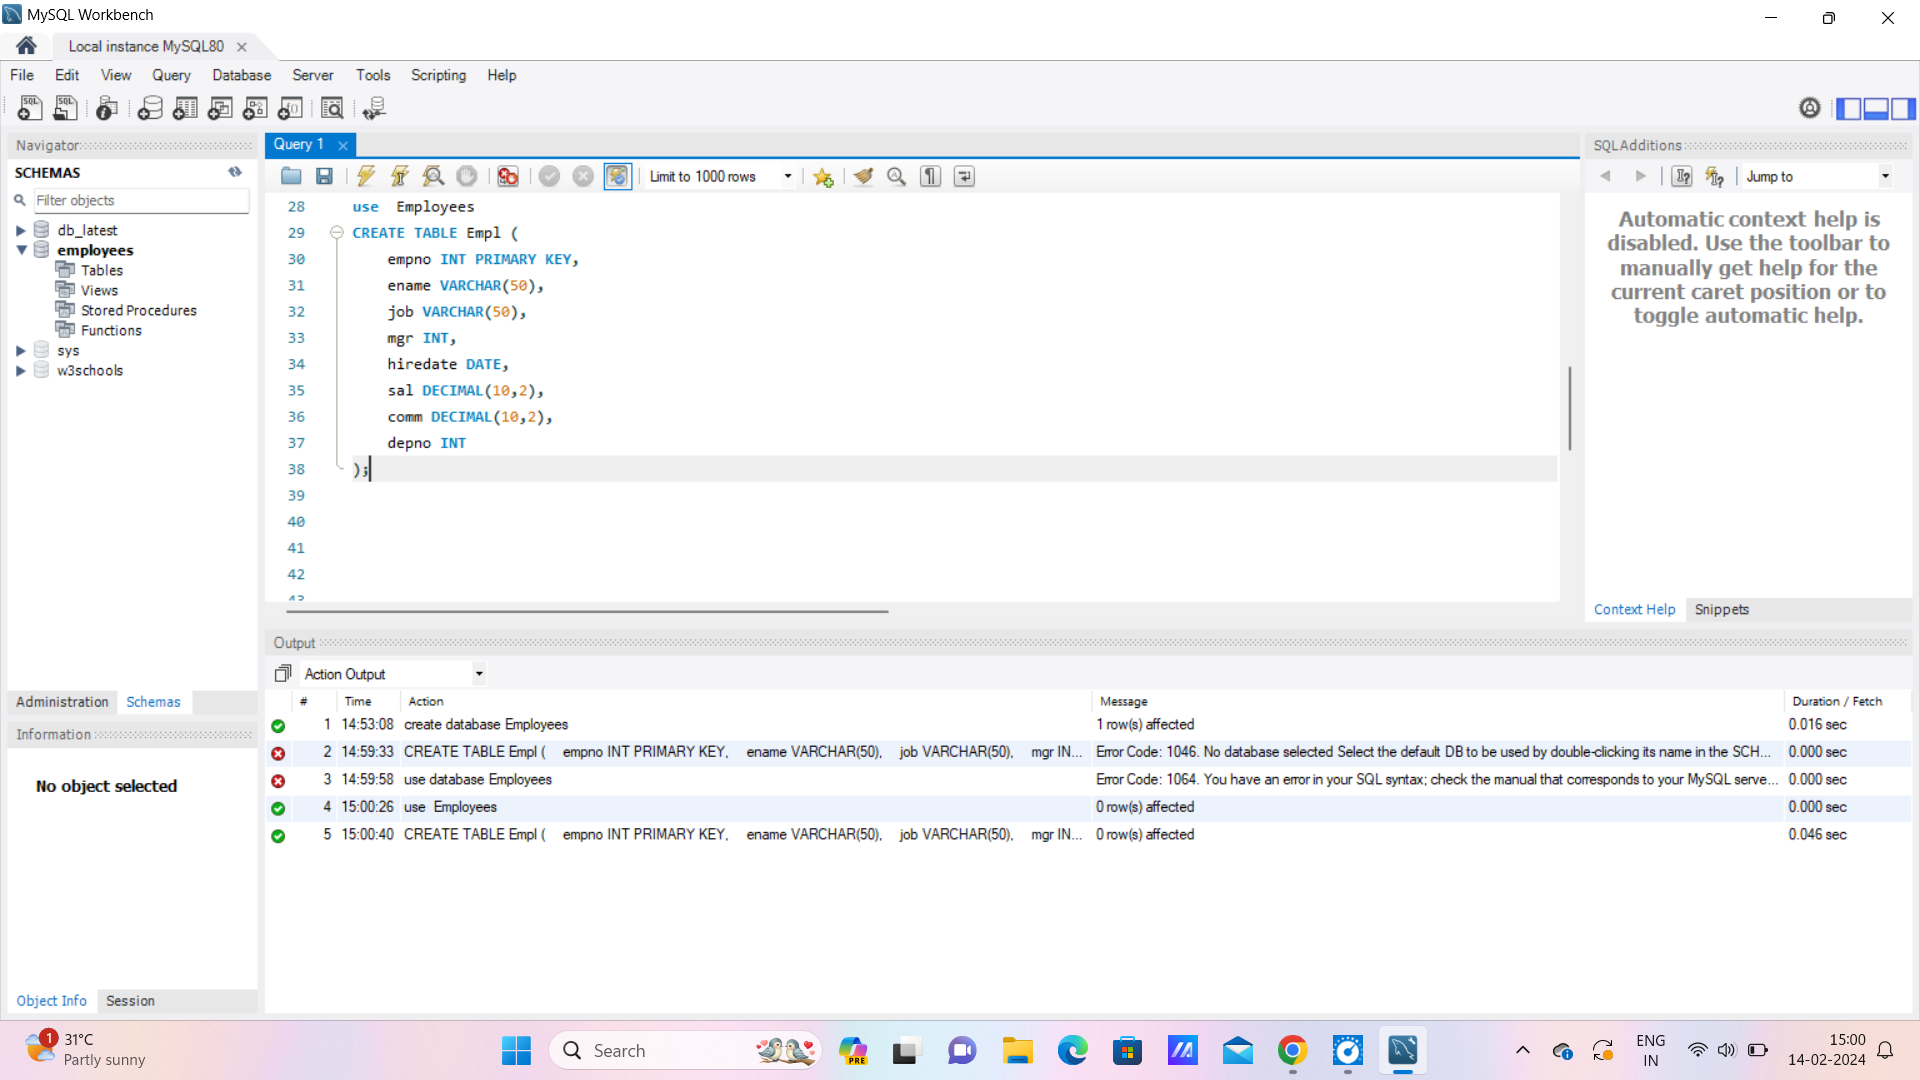 MySQL Workbench
Local instance MySQL80
File Edit View Query Database Server Tools Scripting Help
Navigator
SCHEMAS
Filter objects
db_latest
employees
Tables
Views
Stored Procedures
Functions
sys
w3schools
Administration Schemas
Information
No object selected
Object Info Session
Query 1
Limit to 1000 rows
28 use Employees
29 CREATE TABLE Empl (
30 empno INT PRIMARY KEY,
31 ename VARCHAR(50),
32 job VARCHAR(50),
33 mgr INT,
34 hiredate DATE,
35 sal DECIMAL(10,2),
36 comm DECIMAL(10,2),
37 depno INT
38 );
39
40
41
42
43
SQLAdditions
Jump to
Automatic context help is
disabled. Use the toolbar to
manually get help for the
current caret position or to
toggle automatic help.
Context Help Snippets
Output
Action Output
# Time Action Message Duration / Fetch
1 14:53:08 create database Employees 1 row(s) affected 0.016 sec
2 14:59:33 CREATE TABLE Empl ( empno INT PRIMARY KEY, ename VARCHAR(50), job VARCHAR(50), mgr IN... Error Code: 1046. No database selected Select the default DB to be used by double-clicking its name in the SCH... 0.000 sec
3 14:59:58 use database Employees Error Code: 1064. You have an error in your SQL syntax; check the manual that corresponds to your MySQL serve... 0.000 sec
4 15:00:26 use Employees 0 row(s) affected 0.000 sec
5 15:00:40 CREATE TABLE Empl ( empno INT PRIMARY KEY, ename VARCHAR(50), job VARCHAR(50), mgr IN... 0 row(s) affected 0.046 sec
1
31°C
Partly sunny
Search
PRE
ENG
IN
15:00
14-02-2024